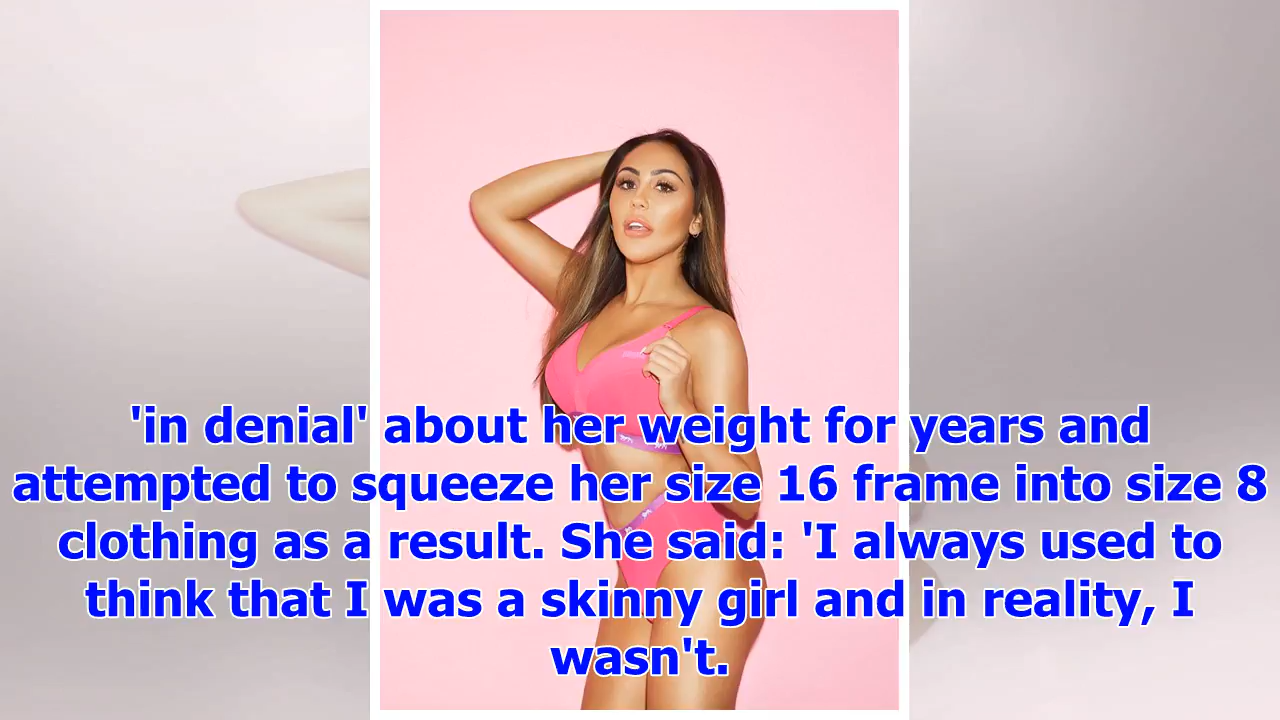 'in denial' about her weight for years and
attempted to squeeze her size 16 frame into size 8
clothing as a result. She said: 'I always used to
think that I was a skinny girl and in reality, I
wasn't.